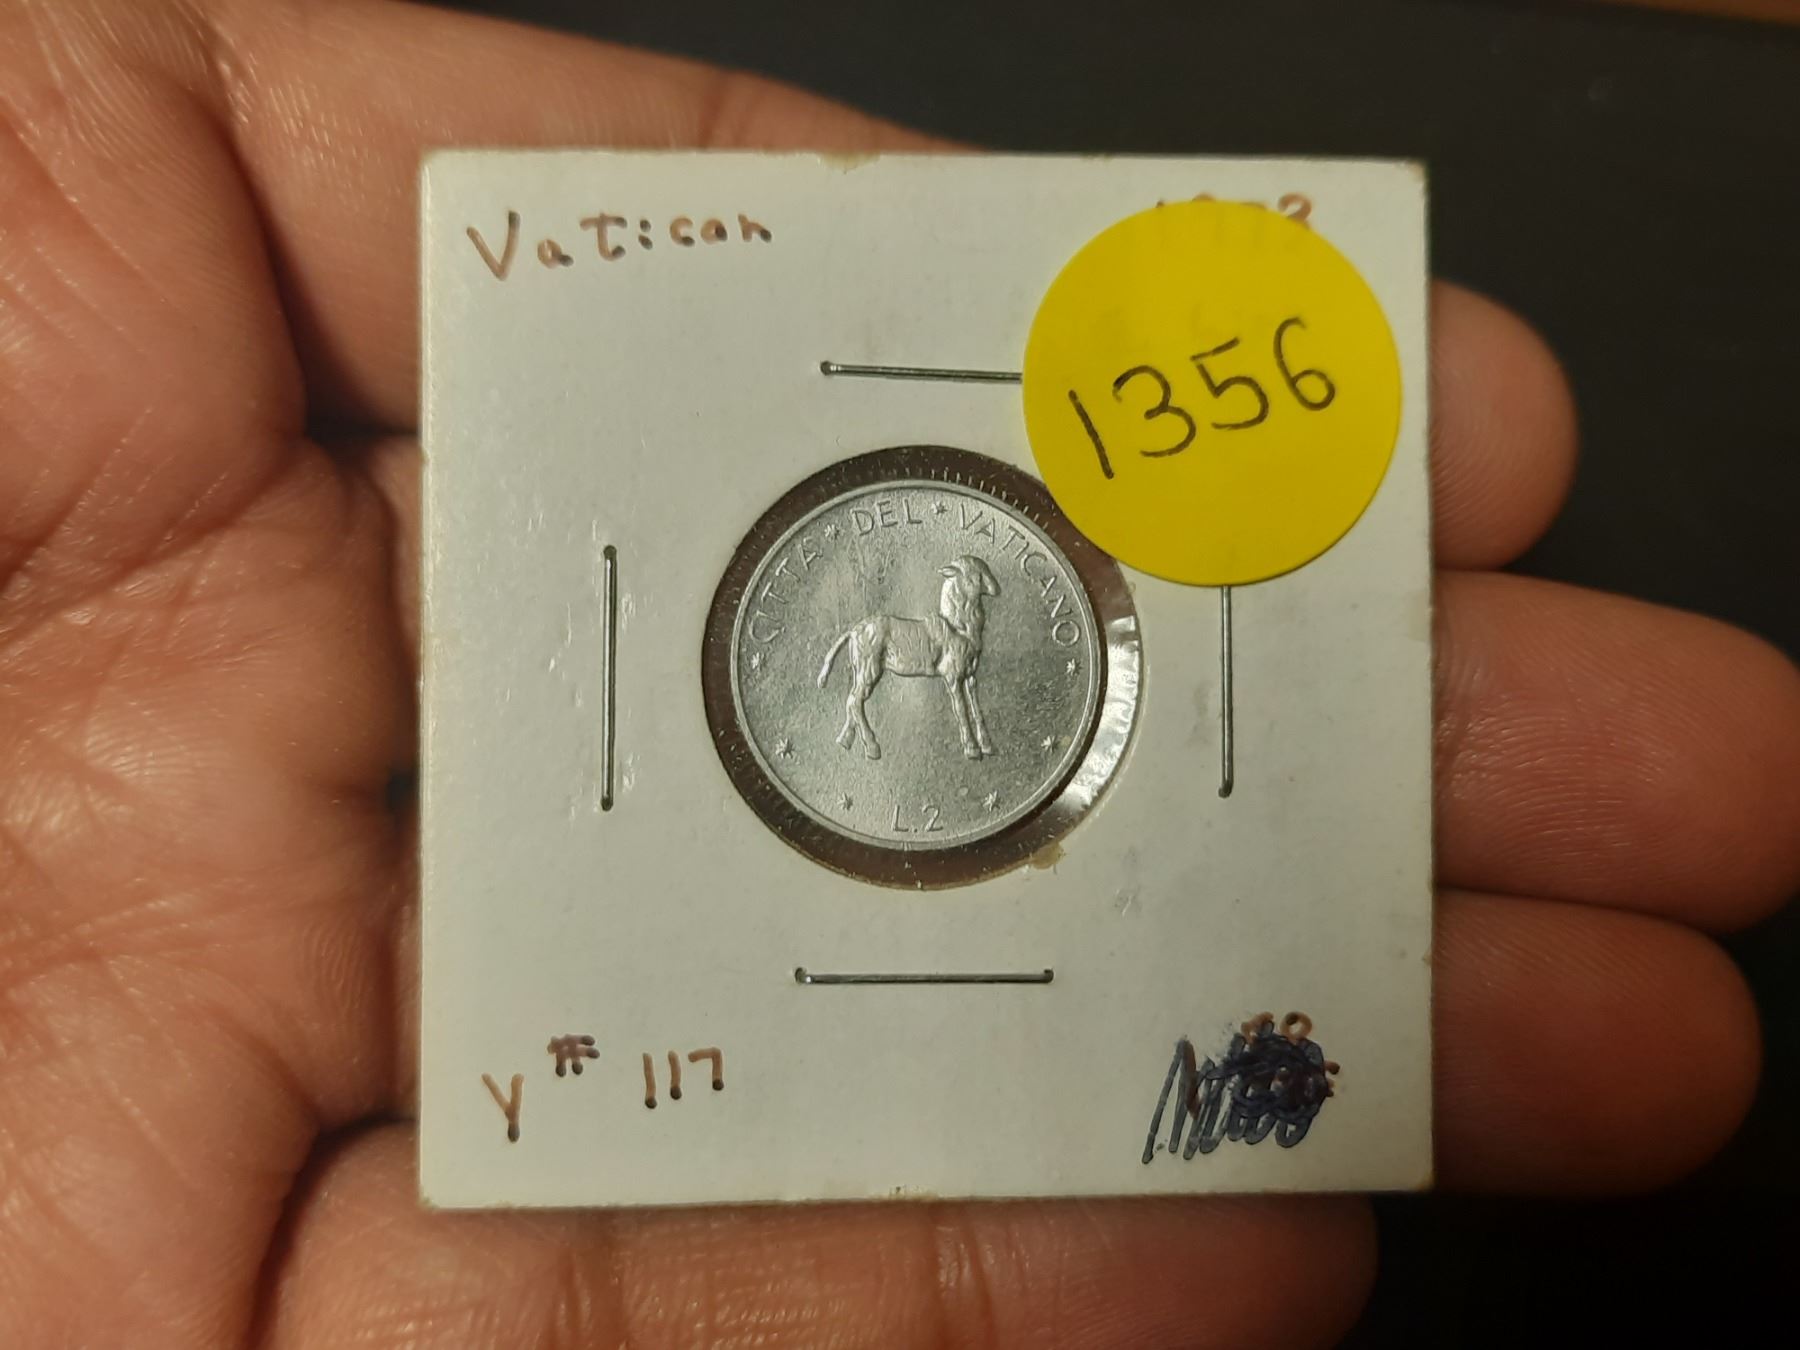 Vatican
1356
CITTA * DEL * VATICANO
L.2
Y# 117